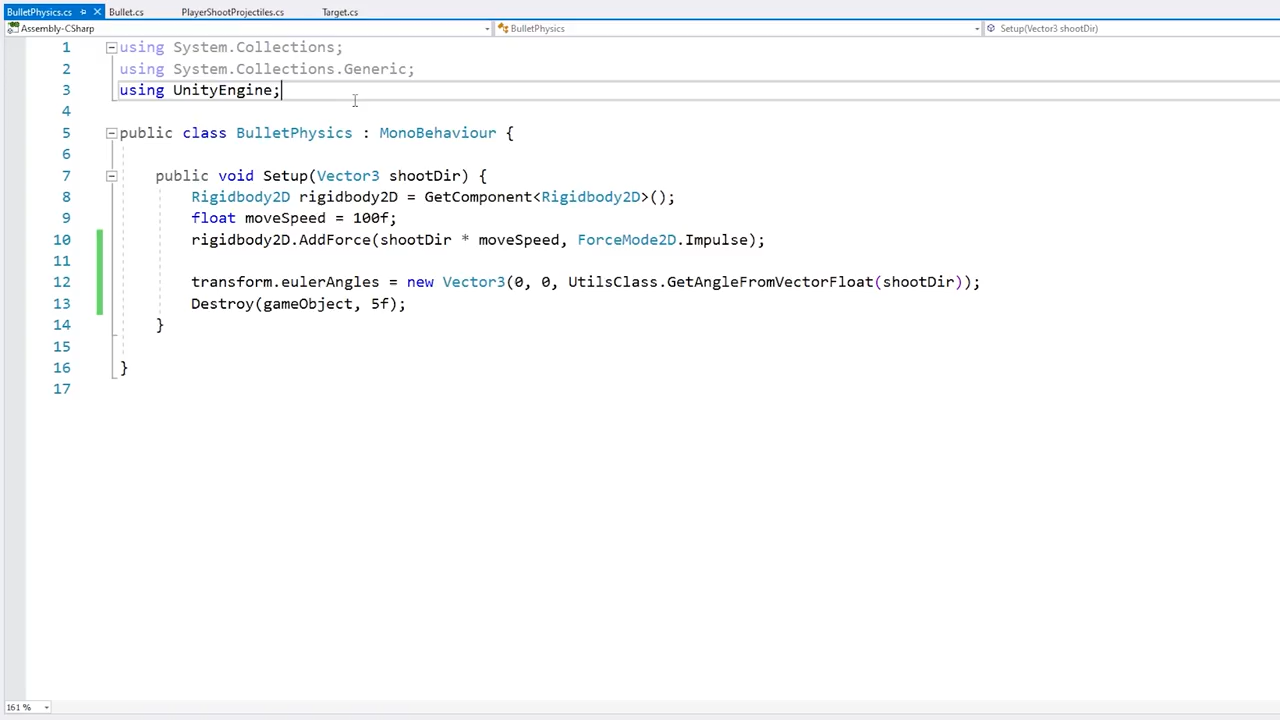 BulletPhysics.cs Bullet.cs PlayerShootProjectiles.cs Target.cs
Assembly-CSharp BulletPhysics Setup(Vector3 shootDir)
1 using System.Collections;
2 using System.Collections.Generic;
3 using UnityEngine;
4
5 public class BulletPhysics : MonoBehaviour {
6
7 public void Setup(Vector3 shootDir) {
8 Rigidbody2D rigidbody2D = GetComponent<Rigidbody2D>();
9 float moveSpeed = 100f;
10 rigidbody2D.AddForce(shootDir * moveSpeed, ForceMode2D.Impulse);
11
12 transform.eulerAngles = new Vector3(0, 0, UtilsClass.GetAngleFromVectorFloat(shootDir));
13 Destroy(gameObject, 5f);
14 }
15
16 }
17
161 %